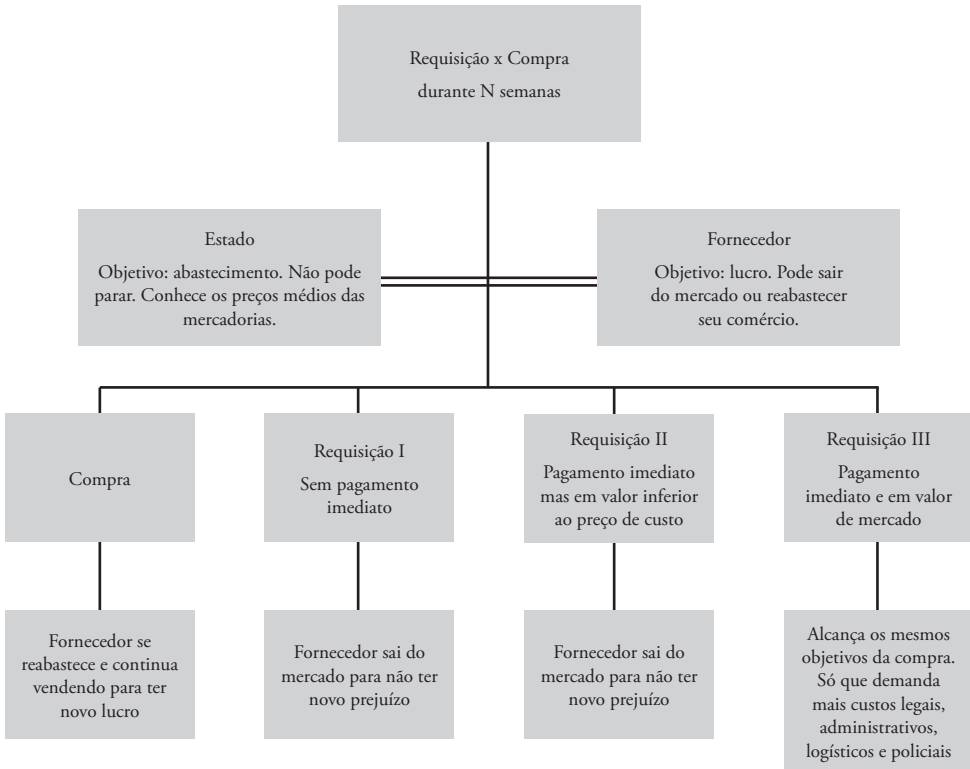 Requisição x Compra
durante N semanas
Estado
Objetivo: abastecimento. Não pode
parar. Conhece os preços médios das
mercadorias.
Fornecedor
Objetivo: lucro. Pode sair
do mercado ou reabastecer
seu comércio.
Compra
Requisição I
Sem pagamento
imediato
Requisição II
Pagamento imediato
mas em valor inferior
ao preço de custo
Requisição III
Pagamento
imediato e em valor
de mercado
Fornecedor se
reabastece e continua
vendendo para ter
novo lucro
Fornecedor sai do
mercado para não ter
novo prejuízo
Fornecedor sai do
mercado para não ter
novo prejuízo
Alcança os mesmos
objetivos da compra.
Só que demanda
mais custos legais,
administrativos,
logísticos e policiais